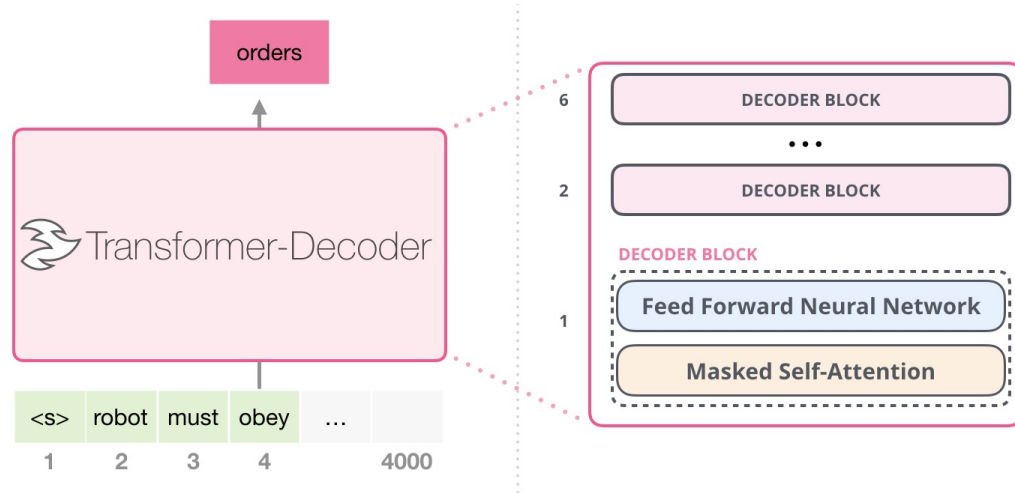 orders
Transformer-Decoder
<s> robot must obey ...
1 2 3 4 4000
6 DECODER BLOCK
...
2 DECODER BLOCK
DECODER BLOCK
1
Feed Forward Neural Network
Masked Self-Attention